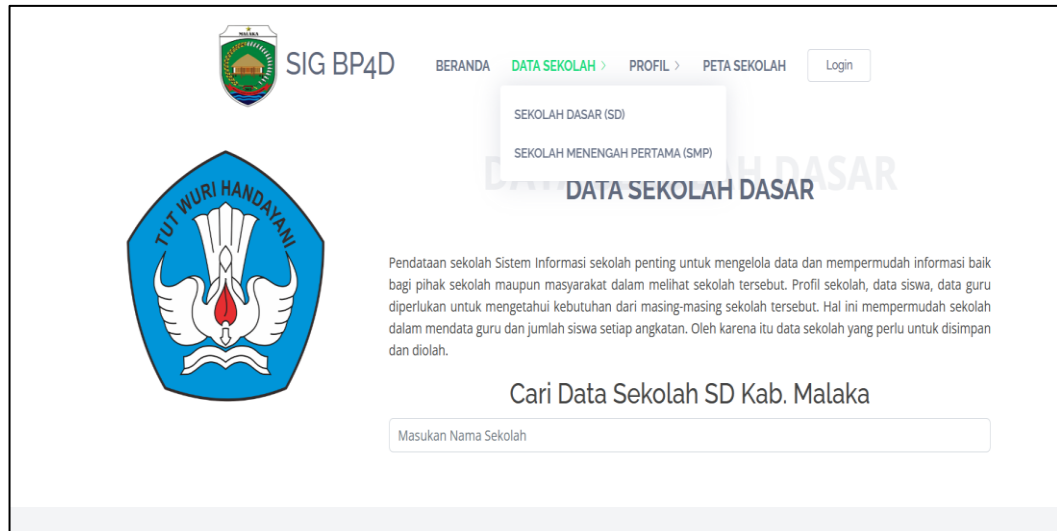 MALAKA
SIG BP4D
BERANDA DATA SEKOLAH > PROFIL > PETA SEKOLAH Login
SEKOLAH DASAR (SD)
SEKOLAH MENENGAH PERTAMA (SMP)
DATA SEKOLAH DASAR
DATA SEKOLAH DASAR
TUT WURI HANDAYANI
Pendataan sekolah Sistem Informasi sekolah penting untuk mengelola data dan mempermudah informasi baik
bagi pihak sekolah maupun masyarakat dalam melihat sekolah tersebut. Profil sekolah, data siswa, data guru
diperlukan untuk mengetahui kebutuhan dari masing-masing sekolah tersebut. Hal ini mempermudah sekolah
dalam mendata guru dan jumlah siswa setiap angkatan. Oleh karena itu data sekolah yang perlu untuk disimpan
dan diolah.
Cari Data Sekolah SD Kab. Malaka
Masukan Nama Sekolah